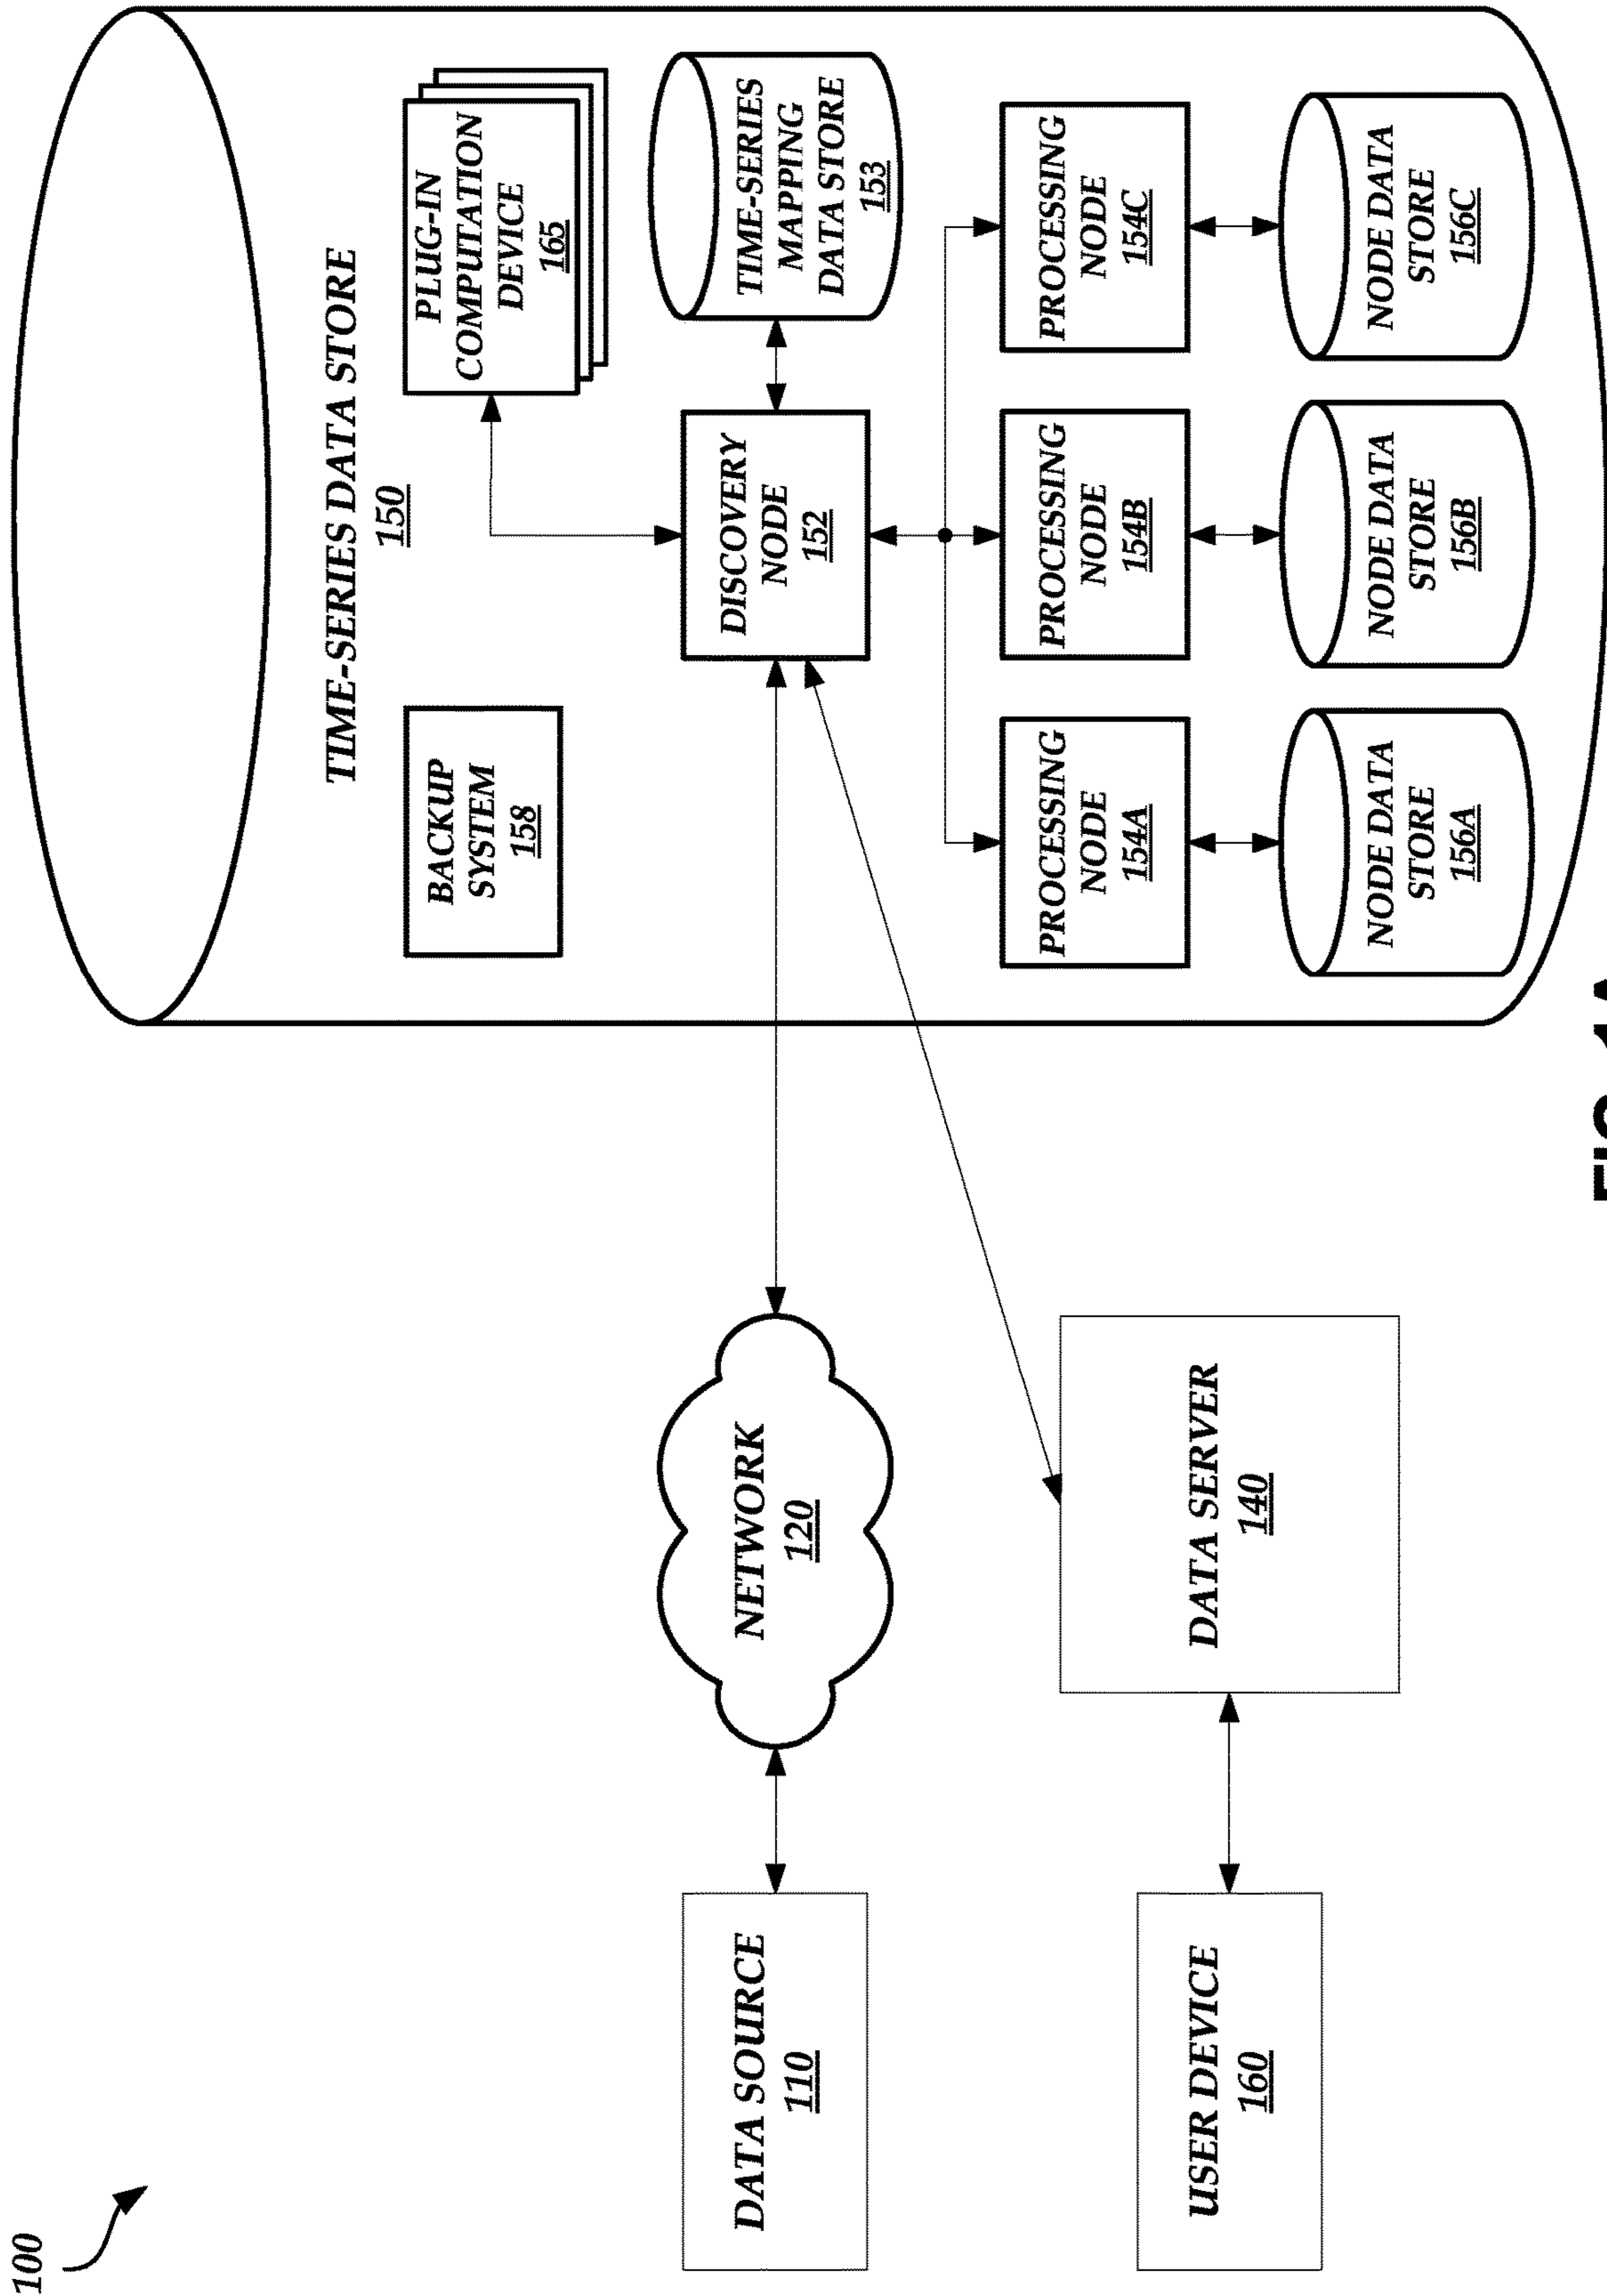 100
TIME-SERIES DATA STORE
150
BACKUP
SYSTEM
158
PLUG-IN
COMPUTATION
DEVICE
165
DATA SOURCE
110
NETWORK
120
DISCOVERY
NODE
152
TIME-SERIES
MAPPING
DATA STORE
153
USER DEVICE
160
DATA SERVER
140
PROCESSING
NODE
154A
PROCESSING
NODE
154B
PROCESSING
NODE
154C
NODE DATA
STORE
156A
NODE DATA
STORE
156B
NODE DATA
STORE
156C